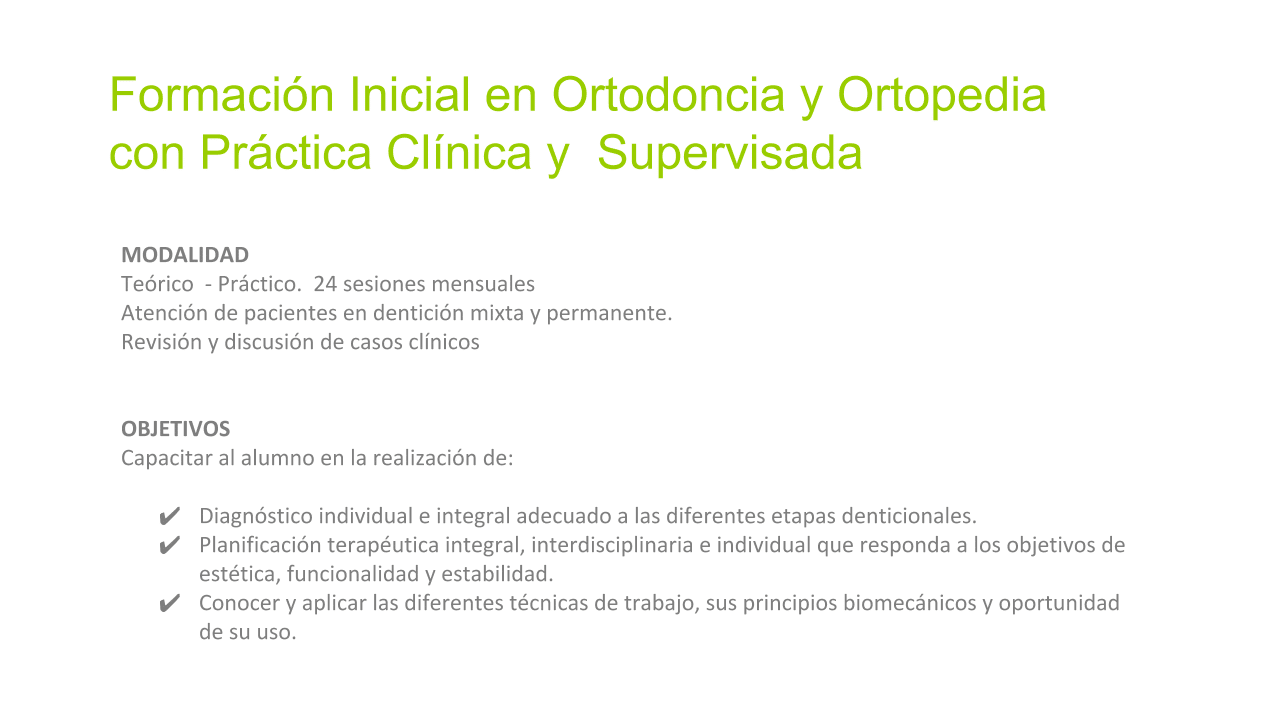 Formación Inicial en Ortodoncia y Ortopedia
con Práctica Clínica y  Supervisada
MODALIDAD
Teórico  - Práctico.  24 sesiones mensuales
Atención de pacientes en dentición mixta y permanente.
Revisión y discusión de casos clínicos
OBJETIVOS
Capacitar al alumno en la realización de:
✔ Diagnóstico individual e integral adecuado a las diferentes etapas denticionales.
✔ Planificación terapéutica integral, interdisciplinaria e individual que responda a los objetivos de
estética, funcionalidad y estabilidad.
✔ Conocer y aplicar las diferentes técnicas de trabajo, sus principios biomecánicos y oportunidad
de su uso.